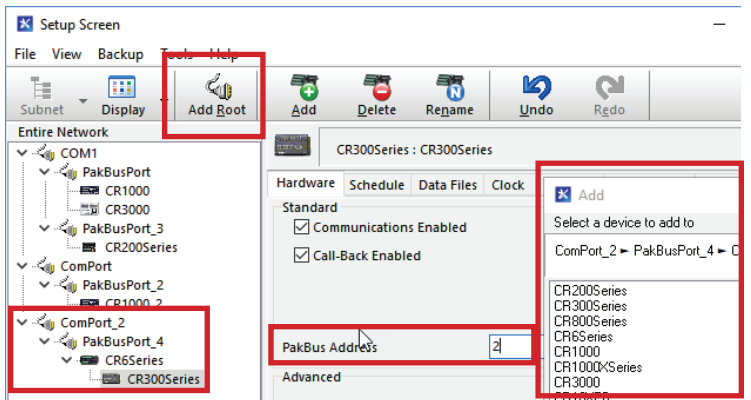 Setup Screen
File View Backup Tools Help
Subnet Display Add Root Add Delete Rename Undo Redo
Entire Network
COM1
PakBusPort
CR1000
CR3000
PakBusPort_3
CR200Series
ComPort
PakBusPort_2
CR1000_2
ComPort_2
PakBusPort_4
CR6Series
CR300Series
CR300Series : CR300Series
Hardware Schedule Data Files Clock
Standard
Communications Enabled
Call-Back Enabled
PakBus Address 2
Advanced
Add
Select a device to add to
ComPort_2 ► PakBusPort_4 ►
CR200Series
CR300Series
CR800Series
CR6Series
CR1000
CR1000XSeries
CR3000